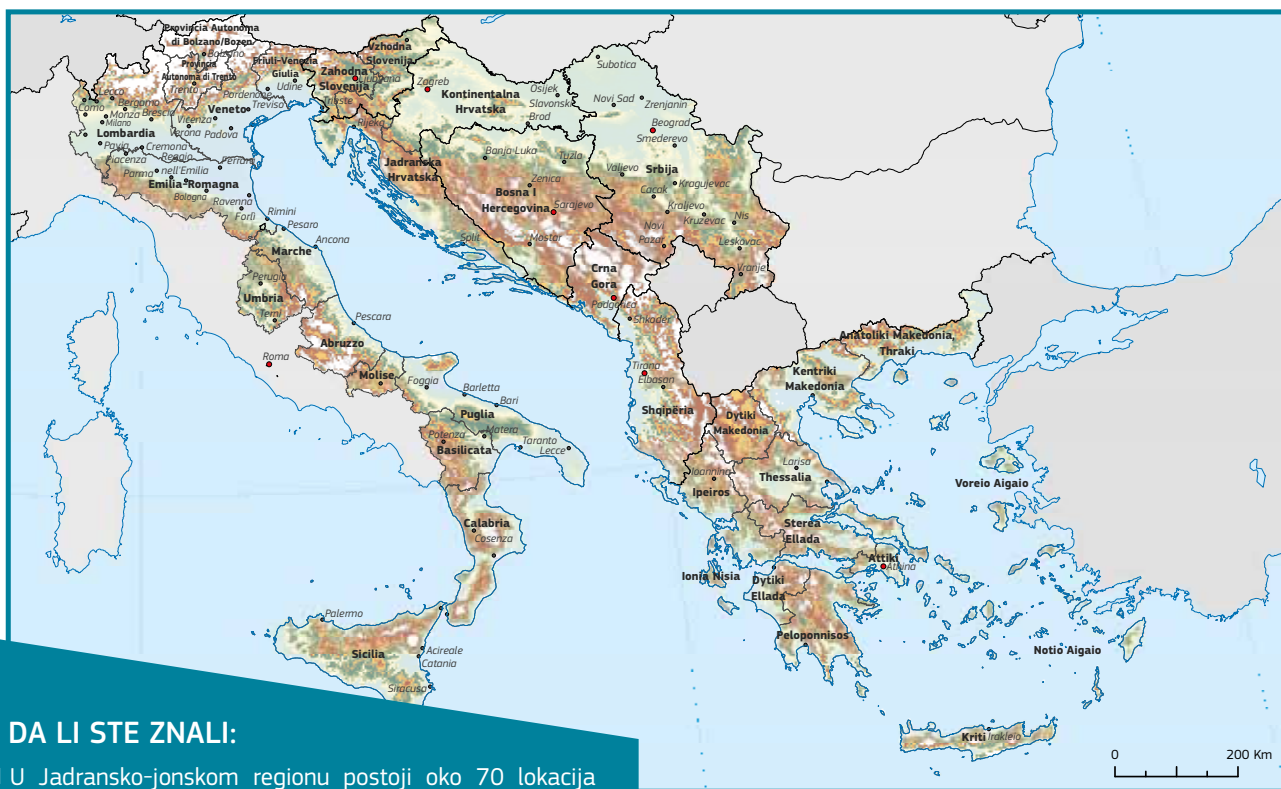 Provincia Autonoma
di Bolzano/Bozen
Bolzano
Provincia
Autonoma di Trento
Trento
Friuli-Venezia
Giulia
Udine
Pordenone
Treviso
Veneto
Vicenza
Verona
Padova
Lecco
Como
Bergamo
Monza
Brescia
Milano
Lombardia
Pavia
Cremona
Piacenza
Reggio
nell'Emilia
Parma
Ferrara
Emilia-Romagna
Bologna
Ravenna
Forlì
Rimini
Pesaro
Ancona
Marche
Perugia
Umbria
Terni
Pescara
Abruzzo
Roma
Molise
Foggia
Barletta
Bari
Puglia
Matera
Potenza
Basilicata
Taranto
Lecce
Calabria
Cosenza
Palermo
Sicilia
Acireale
Catania
Siracusa
Vzhodna
Slovenija
Zahodna
Slovenija
Ljubljana
Trieste
Rijeka
Zagreb
Kontinentalna
Hrvatska
Osijek
Slavonski
Brod
Jadranska
Hrvatska
Split
Banja Luka
Tuzla
Zenica
Bosna I
Hercegovina
Sarajevo
Mostar
Subotica
Novi Sad
Zrenjanin
Beograd
Smederevo
Valjevo
Srbija
Kragujevac
Cacak
Kraljevo
Kruzevac
Nis
Novi
Pazar
Leskovac
Vranje
Crna
Gora
Podgorica
Shkoder
Tirana
Elbasan
Shqipëria
Anatoliki Makedonia
Thraki
Kentriki
Makedonia
Dytiki
Makedonia
Larisa
Thessalia
Ioannina
Ipeiros
Voreio Aigaio
Sterea
Ellada
Attiki
Athina
Ionia Nisia
Dytiki
Ellada
Peloponnisos
Notio Aigaio
Kriti
Irakleio
0 200 Km
DA LI STE ZNALI:
U Jadransko-jonskom regionu postoji oko 70 lokacija